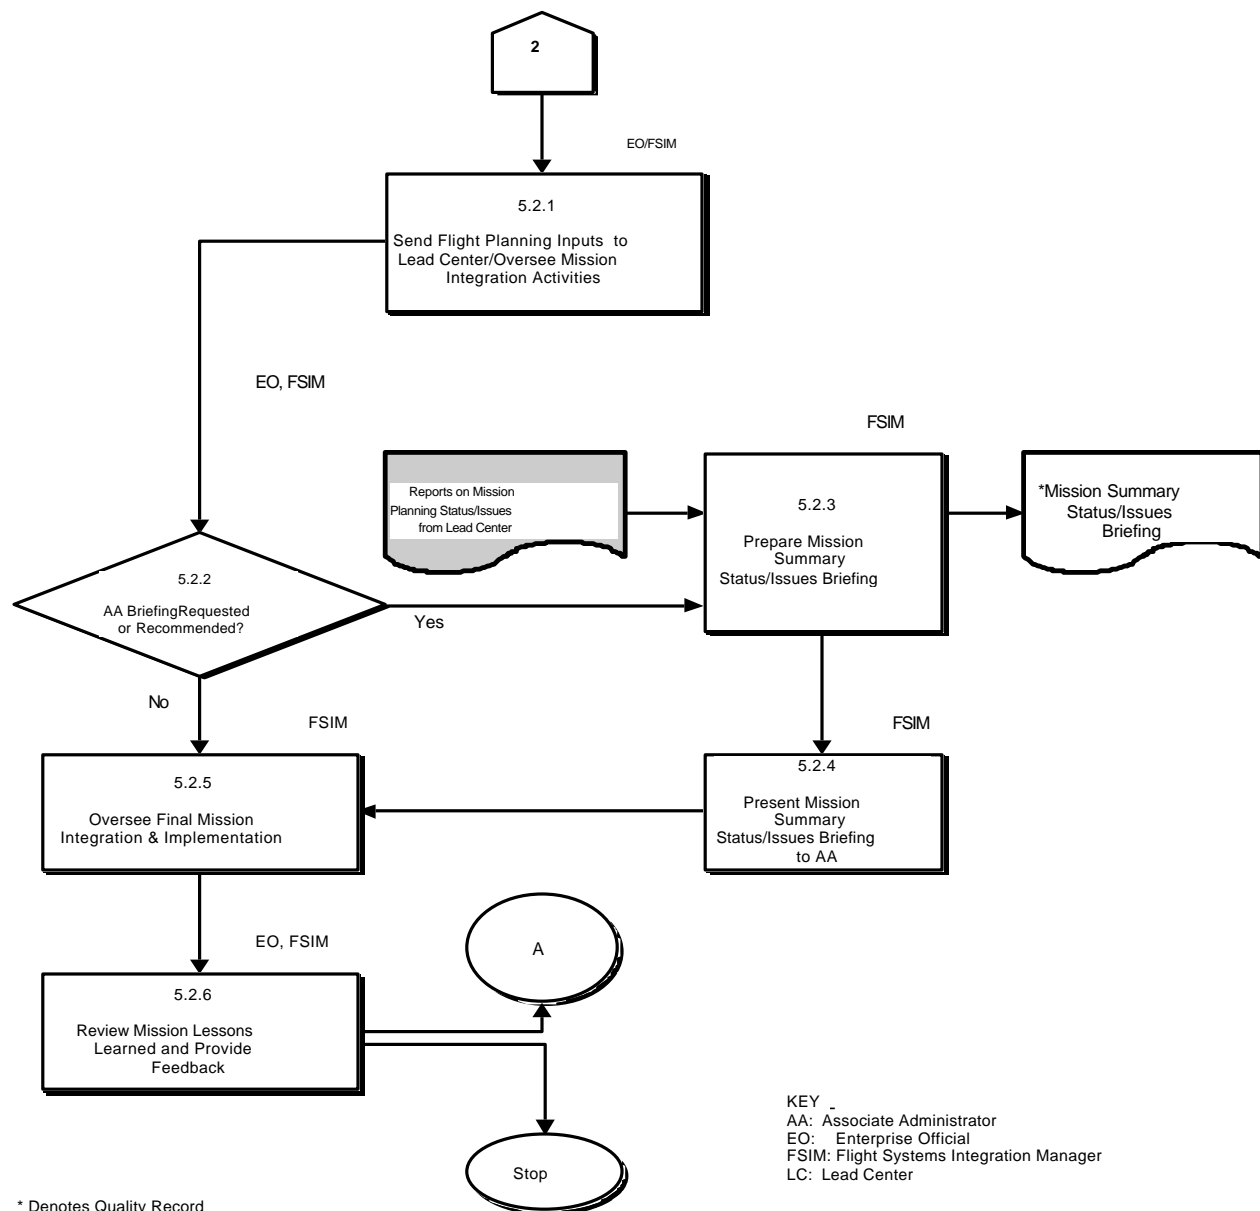 2
EO/FSIM
5.2.1
Send Flight Planning Inputs to
Lead Center/Oversee Mission
Integration Activities
EO, FSIM
FSIM
Reports on Mission
Planning Status/Issues
from Lead Center
5.2.3
Prepare Mission
Summary
Status/Issues Briefing
*Mission Summary
Status/Issues
Briefing
5.2.2
AA BriefingRequested
or Recommended?
Yes
No
FSIM
FSIM
5.2.5
Oversee Final Mission
Integration & Implementation
5.2.4
Present Mission
Summary
Status/Issues Briefing
to AA
EO, FSIM
A
5.2.6
Review Mission Lessons
Learned and Provide
Feedback
Stop
KEY _
AA: Associate Administrator
EO: Enterprise Official
FSIM: Flight Systems Integration Manager
LC: Lead Center
* Denotes Quality Record